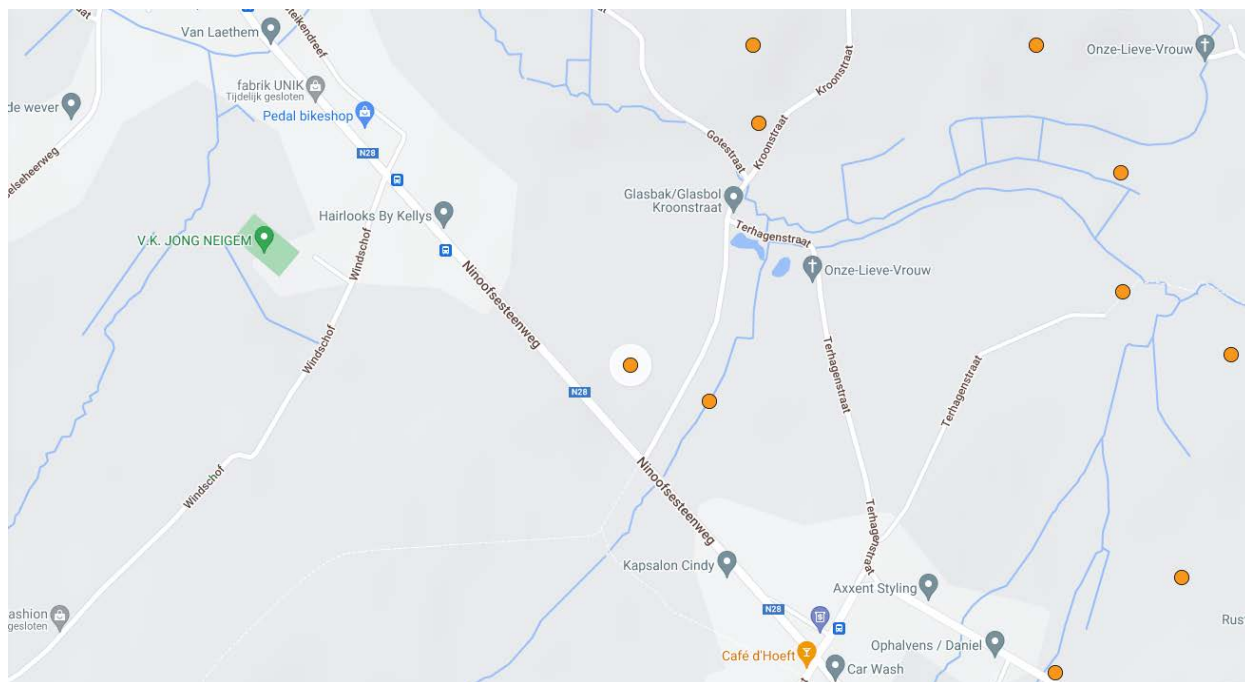 Van Laethem
fabrik UNIK
Tijdelijk gesloten
Pedal bikeshop
de wever
N28
Hairlooks By Kellys
V.K. JONG NEIGEM
Windschof
Ninoofsesteenweg
Kroonstraat
Gotestraat
Kroonstraat
Onze-Lieve-Vrouw
Glasbak/Glasbol
Kroonstraat
Terhagenstraat
Onze-Lieve-Vrouw
Windschof
N28
Terhagenstraat
Terhagenstraat
Windschof
Ninoofsesteenweg
Terhagenstraat
Kapsalon Cindy
Axxent Styling
N28
Café d'Hoeft
Ophalvens / Daniel
Car Wash
gesloten